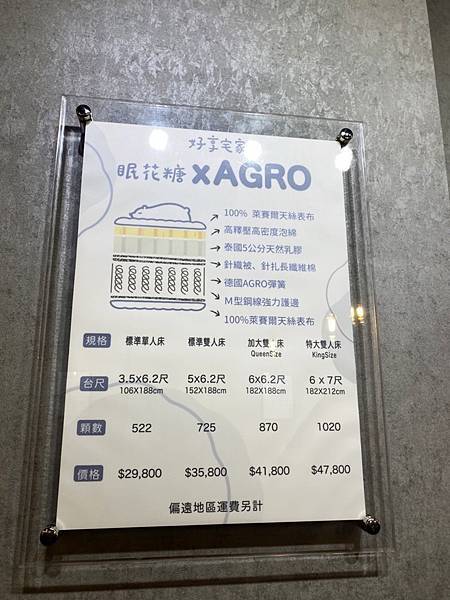 好享宅家
眠花糖 xAGRO
100% 萊賽爾天絲表布
高釋壓高密度泡綿
泰國5公分天然乳膠
針織被、針扎長纖維棉
德國AGRO彈簧
M型鋼線強力護邊
100%萊賽爾天絲表布
規格 標準單人床 標準雙人床 加大雙人床 特大雙人床
QueenSize KingSize
台尺 3.5x6.2尺 5x6.2尺 6x6.2尺 6 x 7尺
106X188cm 152X188cm 182X188cm 182X212cm
顆數 522 725 870 1020
價格 $29,800 $35,800 $41,800 $47,800
偏遠地區運費另計